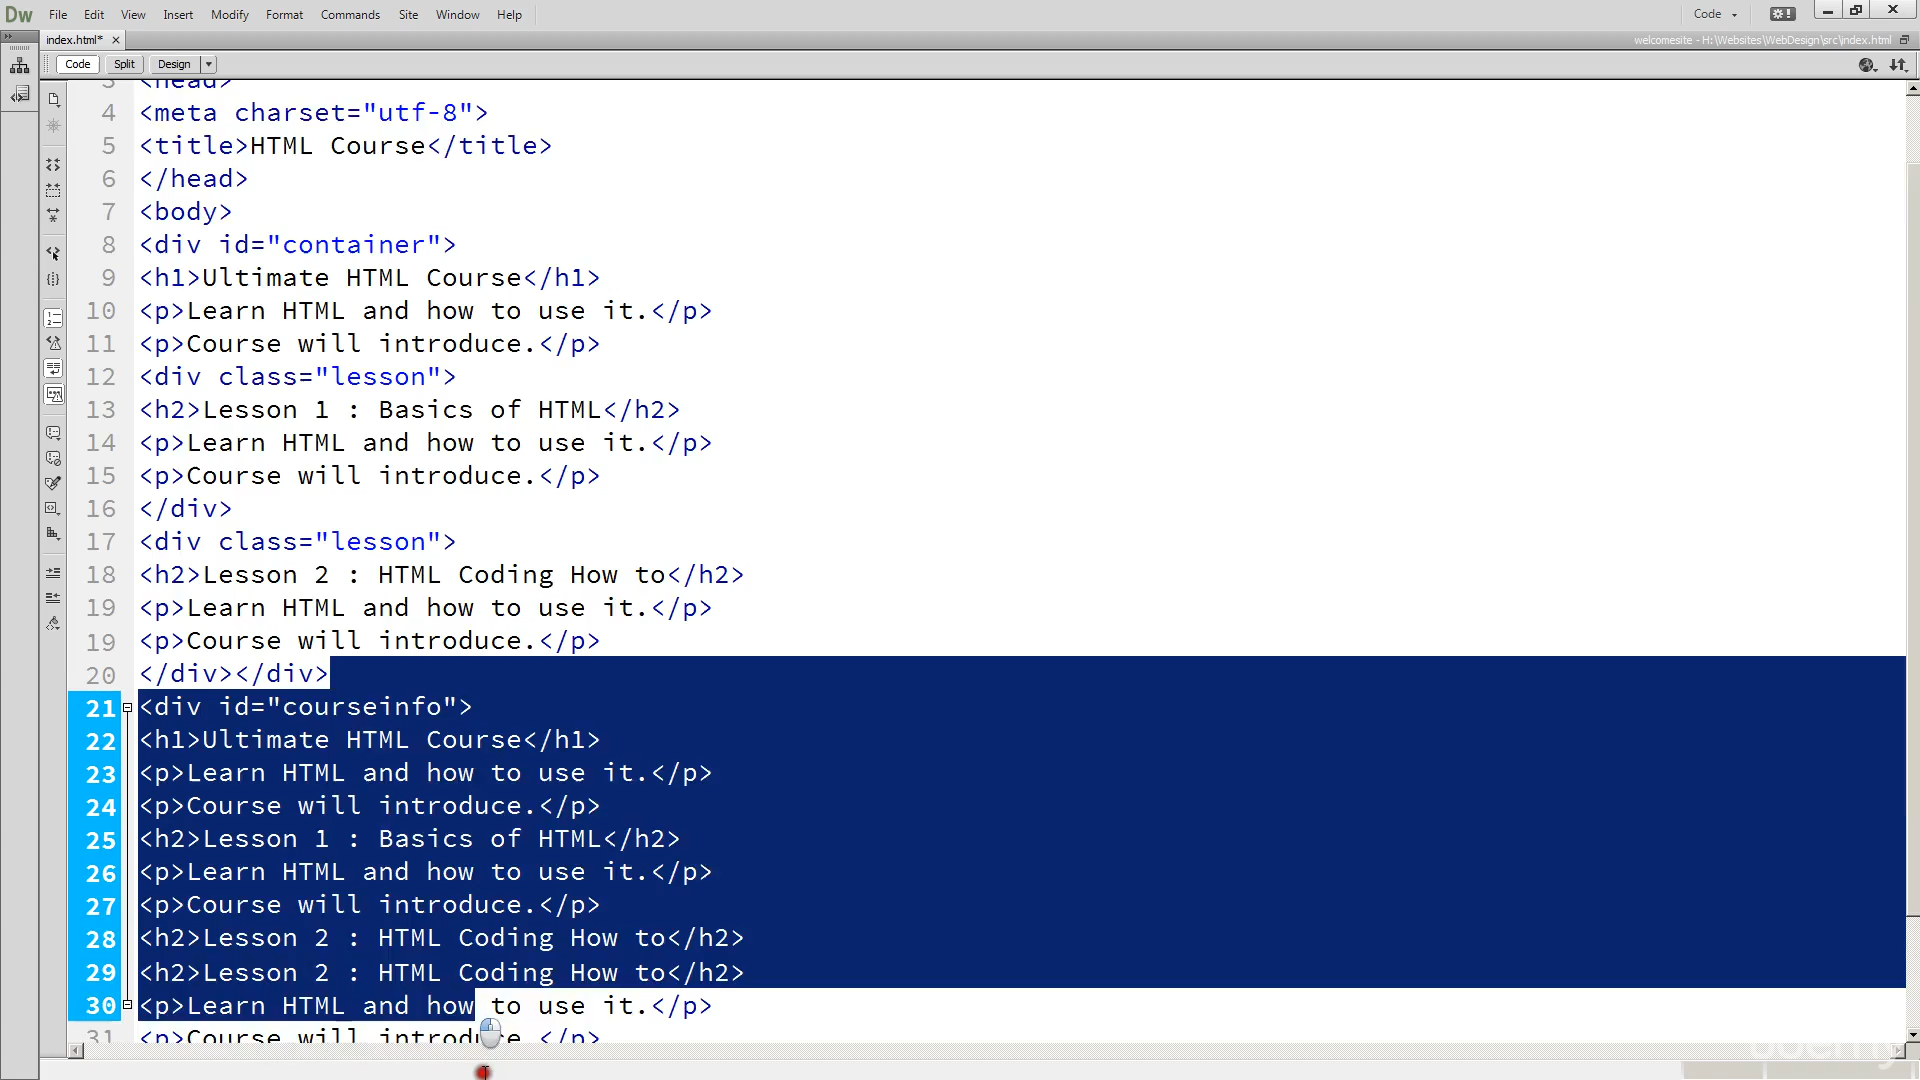 Dw File Edit View Insert Modify Format Commands Site Window Help Code
index.html* welcomesite - H:\Websites\WebDesign\src\index.html
Code Split Design
3 <head>
4 <meta charset="utf-8">
5 <title>HTML Course</title>
6 </head>
7 <body>
8 <div id="container">
9 <h1>Ultimate HTML Course</h1>
10 <p>Learn HTML and how to use it.</p>
11 <p>Course will introduce.</p>
12 <div class="lesson">
13 <h2>Lesson 1 : Basics of HTML</h2>
14 <p>Learn HTML and how to use it.</p>
15 <p>Course will introduce.</p>
16 </div>
17 <div class="lesson">
18 <h2>Lesson 2 : HTML Coding How to</h2>
19 <p>Learn HTML and how to use it.</p>
19 <p>Course will introduce.</p>
20 </div></div>
21 <div id="courseinfo">
22 <h1>Ultimate HTML Course</h1>
23 <p>Learn HTML and how to use it.</p>
24 <p>Course will introduce.</p>
25 <h2>Lesson 1 : Basics of HTML</h2>
26 <p>Learn HTML and how to use it.</p>
27 <p>Course will introduce.</p>
28 <h2>Lesson 2 : HTML Coding How to</h2>
29 <h2>Lesson 2 : HTML Coding How to</h2>
30 <p>Learn HTML and how to use it.</p>
31 <p>Course will introduce.</p>